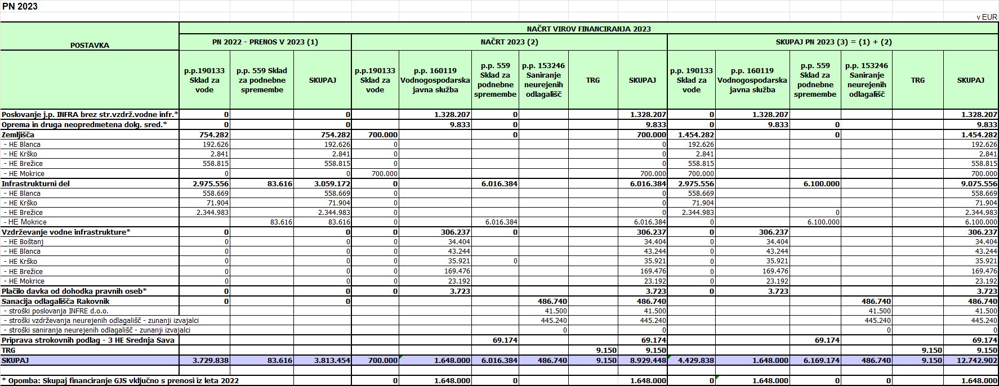 PN 2023
v EUR
POSTAVKA NAČRT VIROV FINANCIRANJA 2023
PN 2022 - PRENOS V 2023 (1) NAČRT 2023 (2) SKUPAJ PN 2023 (3) = (1) + (2)
p.p.190133 Sklad za vode p.p. 559 Sklad za podnebne spremembe SKUPAJ p.p.190133 Sklad za vode p.p. 160119 Vodnogospodarska javna služba p.p. 559 Sklad za podnebne spremembe p.p. 153246 Saniranje neurejenih odlagališč TRG SKUPAJ p.p. 190133 Sklad za vode p.p. 160119 Vodnogospodarska javna služba p.p. 559 Sklad za podnebne spremembe p.p. 153246 Saniranje neurejenih odlagališč TRG SKUPAJ
Poslovanje j.p. INFRA brez str.vzdrž.vodne infr.* 0 0 1.328.207 0 1.328.207 0 1.328.207 1.328.207
Oprema in druga neopredmetena dolg. sred.* 0 0 9.833 0 9.833 0 9.833 0 9.833
Zemljišča 754.282 754.282 700.000 0 700.000 1.454.282 0 1.454.282
- HE Blanca 192.626 192.626 0 0 192.626 192.626
- HE Krško 2.841 2.841 0 0 2.841 2.841
- HE Brežice 558.815 558.815 0 0 558.815 558.815
- HE Mokrice 0 0 700.000 700.000 700.000 700.000
Infrastrukturni del 2.975.556 83.616 3.059.172 0 6.016.384 6.016.384 2.975.556 6.100.000 9.075.556
- HE Blanca 558.669 558.669 0 0 558.669 558.669
- HE Krško 71.904 71.904 0 0 71.904 71.904
- HE Brežice 2.344.983 2.344.983 0 0 2.344.983 0 2.344.983
- HE Mokrice 83.616 83.616 0 6.016.384 6.016.384 0 6.100.000 6.100.000
Vzdrževanje vodne infrastrukture* 0 0 0 306.237 0 306.237 0 306.237 306.237
- HE Boštanj 0 0 0 34.404 34.404 0 34.404 34.404
- HE Blanca 0 0 0 43.244 43.244 0 43.244 43.244
- HE Krško 0 0 0 35.921 0 35.921 0 35.921 35.921
- HE Brežice 0 0 0 169.476 169.476 0 169.476 169.476
- HE Mokrice 0 0 0 23.192 23.192 0 23.192 23.192
Plačilo davka od dohodka pravnih oseb* 0 0 0 3.723 3.723 0 3.723 3.723
Sanacija odlagališča Rakovnik 0 0 486.740 486.740 486.740 486.740
- stroški poslovanja INFRE d.o.o. 41.500 41.500 41.500 41.500
- stroški vzdrževanja neurejenih odlagališč - zunanji izvajalci 445.240 445.240 445.240 445.240
- stroški saniranja neurejenih odlagališč - zunanji izvajalci 0 0 0 0
Priprava strokovnih podlag - 3 HE Srednja Sava 69.174 69.174 69.174 69.174
TRG 9.150 9.150 9.150 9.150
SKUPAJ 3.729.838 83.616 3.813.454 700.000 1.648.000 6.016.384 486.740 9.150 8.929.448 4.429.838 1.648.000 6.169.174 486.740 9.150 12.742.902
* Opomba: Skupaj financiranje GJS vključno s prenosi iz leta 2022 0 1.648.000 0 0 1.648.000 0 1.648.000 0 0 1.648.000